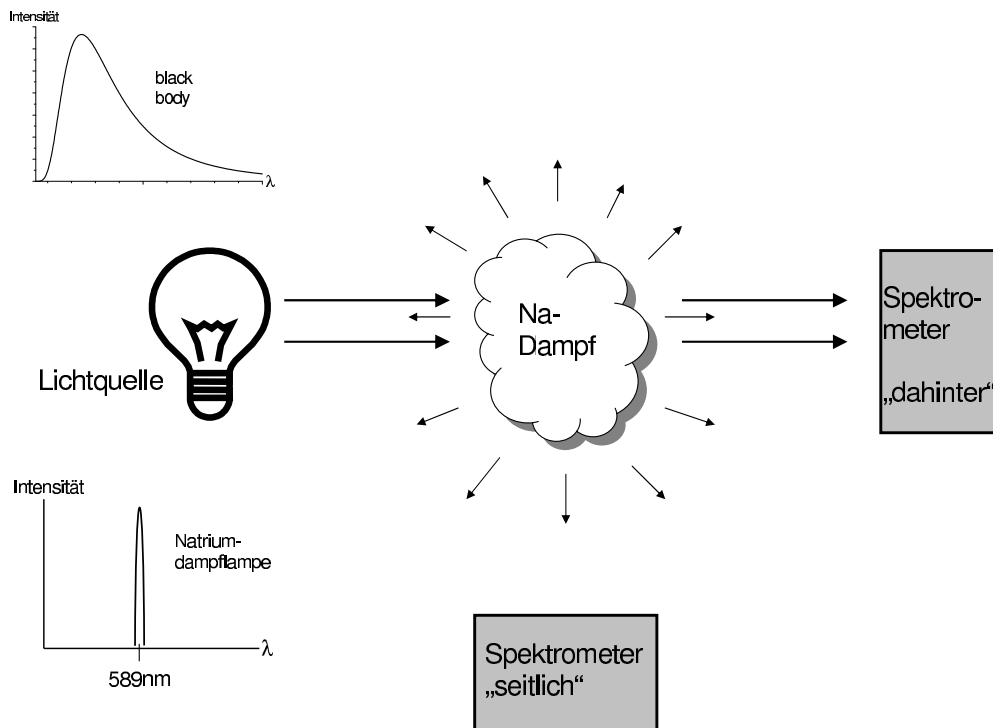 Intensität
black
body
λ
Lichtquelle
Na-
Dampf
Spektro-
meter
„dahinter“
Intensität
Natrium-
dampflampe
λ
589nm
Spektrometer
„seitlich“